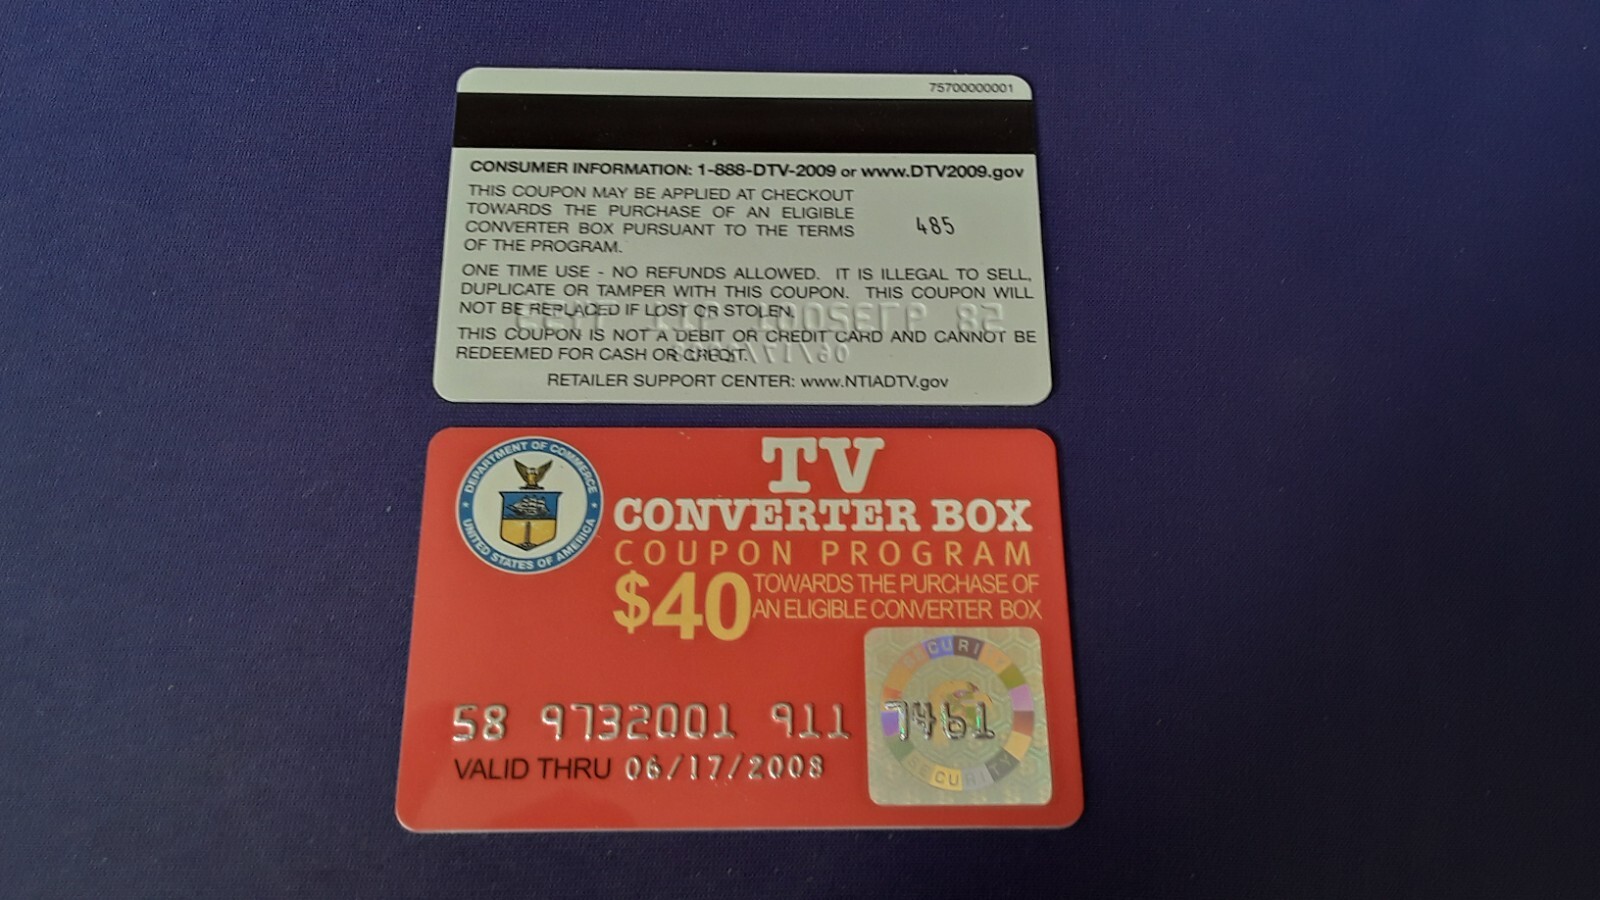 75700000001
CONSUMER INFORMATION: 1-888-DTV-2009 or www.DTV2009.gov
THIS COUPON MAY BE APPLIED AT CHECKOUT
TOWARDS THE PURCHASE OF AN ELIGIBLE
CONVERTER BOX PURSUANT TO THE TERMS
OF THE PROGRAM.
485
ONE TIME USE - NO REFUNDS ALLOWED. IT IS ILLEGAL TO SELL,
DUPLICATE OR TAMPER WITH THIS COUPON. THIS COUPON WILL
NOT BE REPLACED IF LOST OR STOLEN.
THIS COUPON IS NOT A DEBIT OR CREDIT CARD AND CANNOT BE
REDEEMED FOR CASH OR CREDIT.
RETAILER SUPPORT CENTER: www.NTIADTV.gov
DEPARTMENT OF COMMERCE
UNITED STATES OF AMERICA
TV
CONVERTER BOX
COUPON PROGRAM
$40 TOWARDS THE PURCHASE OF
AN ELIGIBLE CONVERTER BOX
SECURITY
58 9732001 911 7461
SECURITY
VALID THRU 06/17/2008